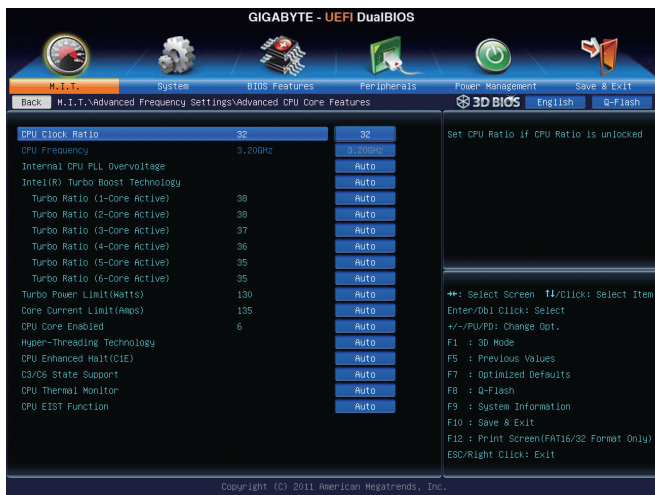 GIGABYTE - UEFI DualBIOS
M.I.T. System BIOS Features Peripherals Power Management Save & Exit
Back M.I.T.\Advanced Frequency Settings\Advanced CPU Core Features 3D BIOS English Q-Flash
CPU Clock Ratio 32 32
CPU Frequency 3.20GHz 3.20GHz
Internal CPU PLL Overvoltage Auto
Intel(R) Turbo Boost Technology Auto
Turbo Ratio (1-Core Active) 38 Auto
Turbo Ratio (2-Core Active) 38 Auto
Turbo Ratio (3-Core Active) 37 Auto
Turbo Ratio (4-Core Active) 36 Auto
Turbo Ratio (5-Core Active) 35 Auto
Turbo Ratio (6-Core Active) 35 Auto
Turbo Power Limit(Watts) 130 Auto
Core Current Limit(Amps) 135 Auto
CPU Core Enabled 6 Auto
Hyper-Threading Technology Auto
CPU Enhanced Halt(C1E) Auto
C3/C6 State Support Auto
CPU Thermal Monitor Auto
CPU EIST Function Auto
Set CPU Ratio if CPU Ratio is unlocked
→←: Select Screen ↑↓/Click: Select Item
Enter/Dbl Click: Select
+/-/PU/PD: Change Opt.
F1 : 3D Mode
F5 : Previous Values
F7 : Optimized Defaults
F8 : Q-Flash
F9 : System Information
F10 : Save & Exit
F12 : Print Screen(FAT16/32 Format Only)
ESC/Right Click: Exit
Copyright (C) 2011 American Megatrends, Inc.